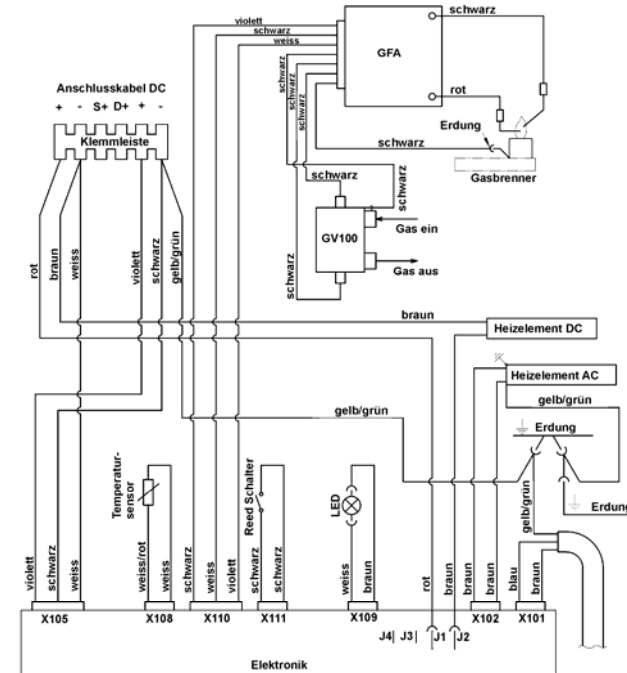 violett
schwarz
weiss
GFA
schwarz
rot
Anschlusskabel DC
+ - S+ D+ + -
Klemmleiste
schwarz
schwarz
schwarz
schwarz
Erdung
Gasbrenner
schwarz
schwarz
GV100
Gas ein
Gas aus
schwarz
rot
braun
weiss
violett
schwarz
gelb/grün
braun
Heizelement DC
Heizelement AC
gelb/grün
gelb/grün
Erdung
Erdung
gelb/grün
Temperatur-
sensor
Reed Schalter
LED
violett
schwarz
weiss
weiss/rot
weiss
schwarz
weiss
violett
schwarz
schwarz
weiss
braun
rot
braun
braun
braun
blau
braun
X105
X108
X110
X111
X109
J4 J3 J1 J2
X102
X101
Elektronik